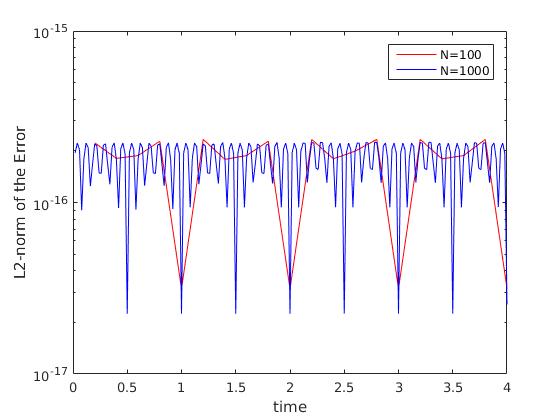 10^-15
N=100
N=1000
L2-norm of the Error
10^-16
10^-17
0 0.5 1 1.5 2 2.5 3 3.5 4
time